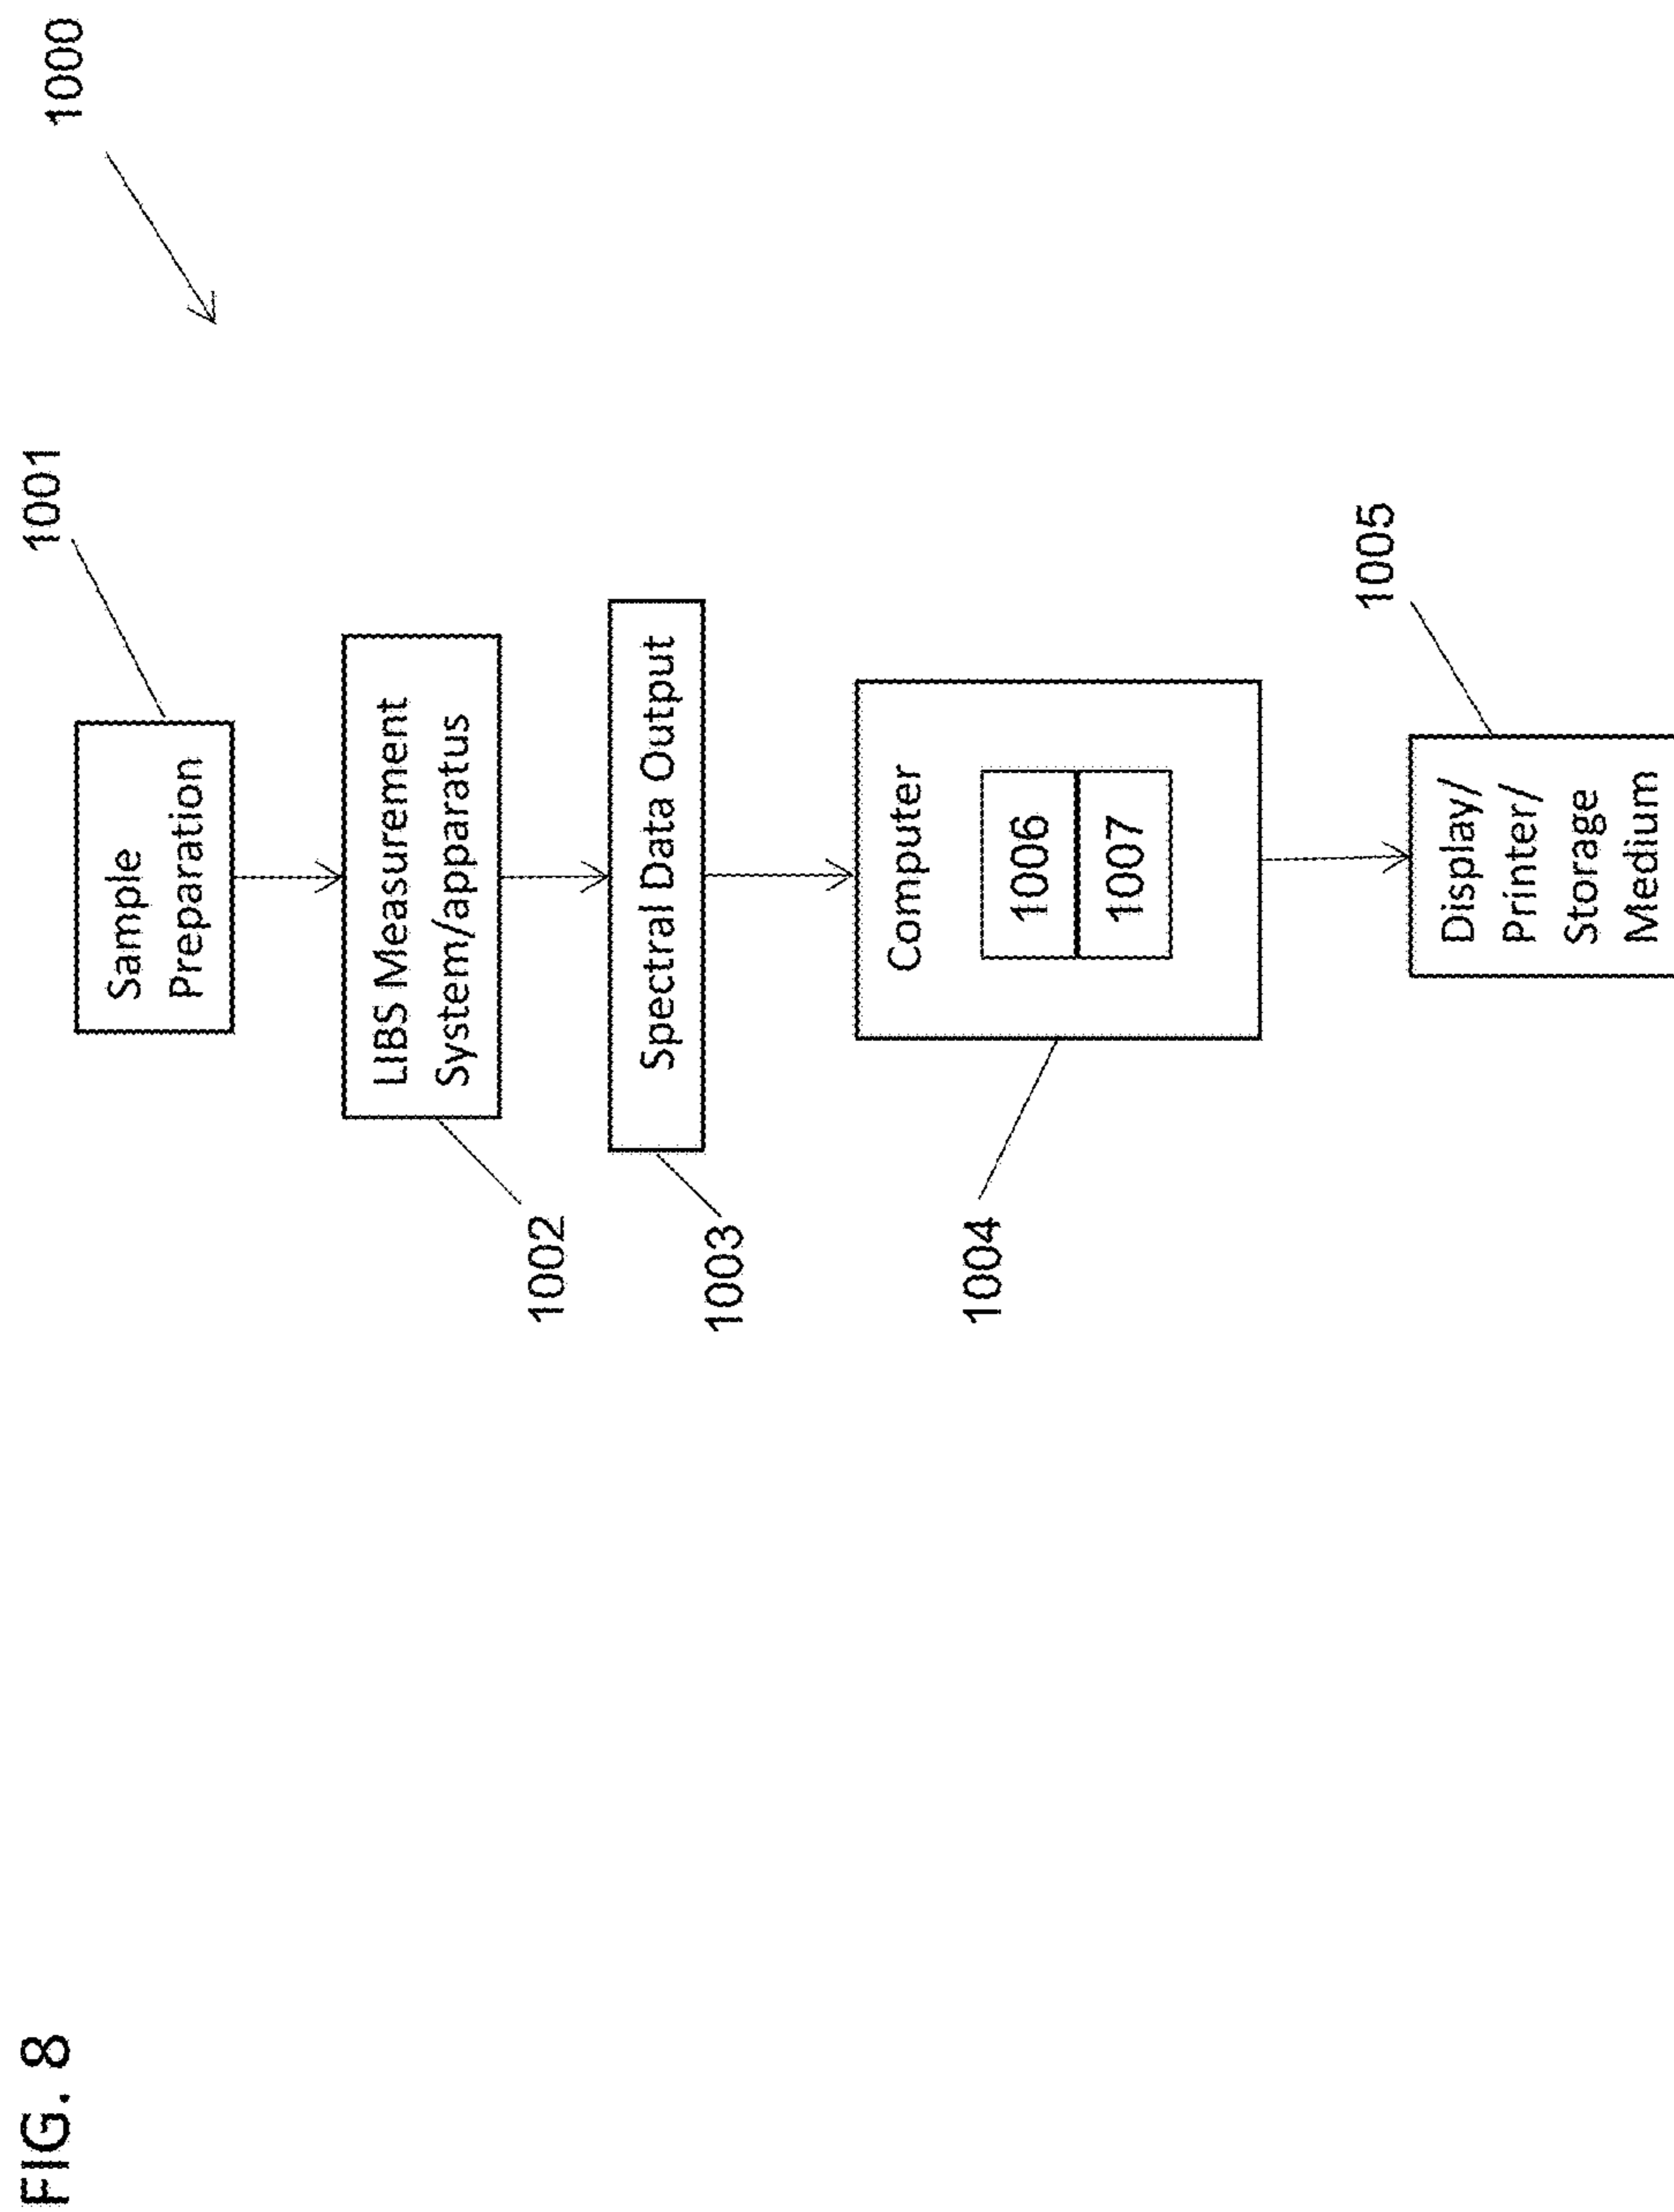 FIG. 8
1000
1001
Sample
Preparation
LIBS Measurement
System/apparatus
1002
Spectral Data Output
1003
Computer
1006
1007
1004
1005
Display/
Printer/
Storage
Medium